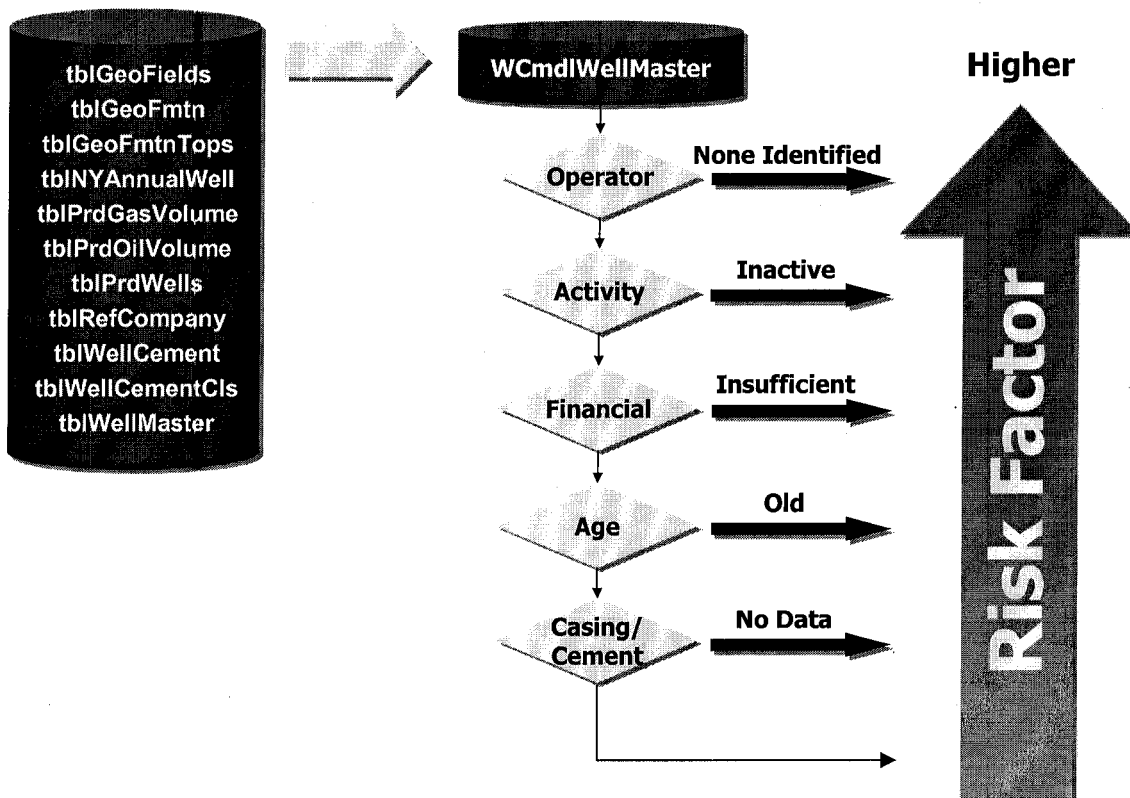 tblGeoFields
tblGeoFmtn
tblGeoFmtnTops
tblNYAnnualWell
tblPrdGasVolume
tblPrdOilVolume
tblPrdWells
tblRefCompany
tblWellCement
tblWellCementCls
tblWellMaster
WCmdlWellMaster
Operator
None Identified
Activity
Inactive
Financial
Insufficient
Age
Old
Casing/
Cement
No Data
Higher
Risk Factor